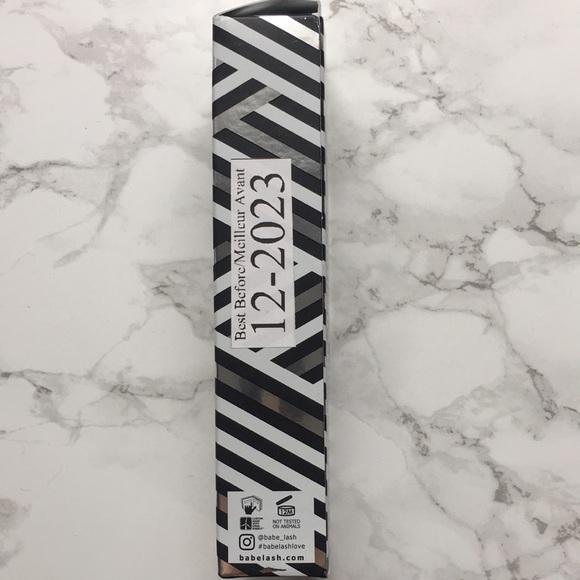 Best Before/Meilleur Avant
12-2023
12M
NOT TESTED
ON ANIMALS
@babe_lash
#babelashlove
babelash.com